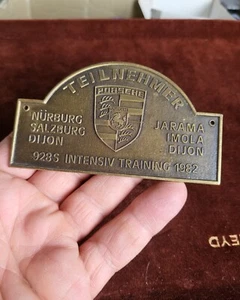 TEILNEHMER
PORSCHE
NÜRBURG
SALZBURG
DIJON
JARAMA
IMOLA
DIJON
928S INTENSIV TRAINING 1982